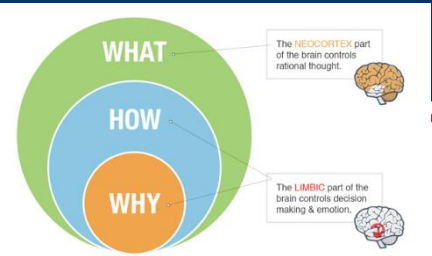 WHAT
The NEOCORTEX part
of the brain controls
rational thought.
HOW
WHY
The LIMBIC part of the
brain controls decision
making & emotion.